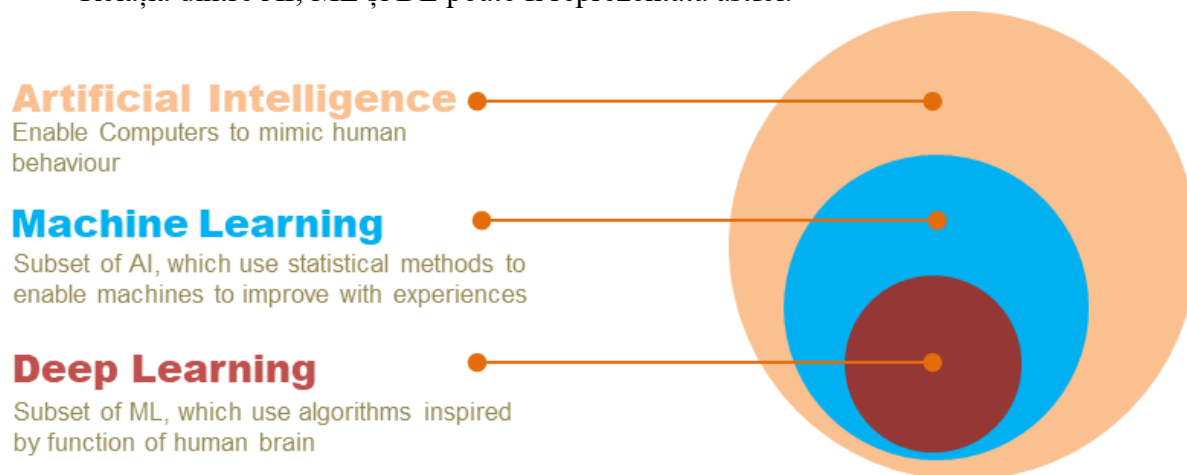 Artificial Intelligence
Enable Computers to mimic human
behaviour
Machine Learning
Subset of AI, which use statistical methods to
enable machines to improve with experiences
Deep Learning
Subset of ML, which use algorithms inspired
by function of human brain